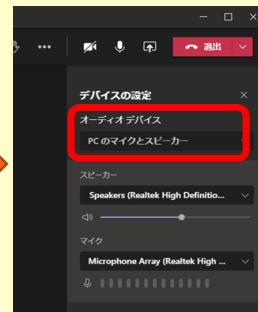 退出
デバイスの設定
オーディオ デバイス
PC のマイクとスピーカー
スピーカー
Speakers (Realtek High Definitio...
マイク
Microphone Array (Realtek High ...